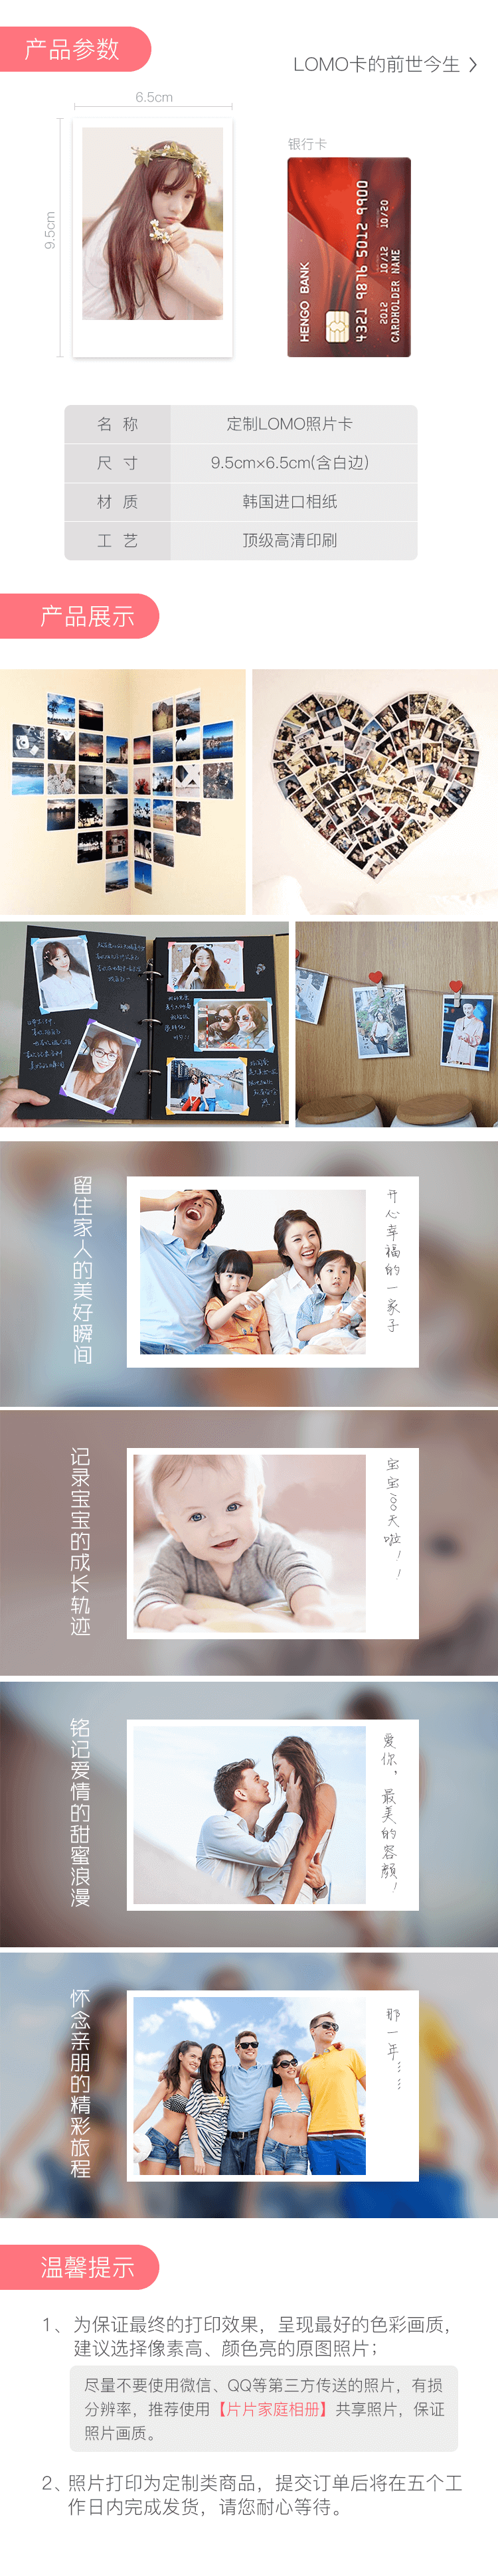 产品参数
LOMO卡的前世今生 >
6.5cm
9.5cm
银行卡
HENGO BANK
4321 9876 5012 9900
2012 10/12 10/20
CARDHOLDER NAME
名 称 定制LOMO照片卡
尺 寸 9.5cm×6.5cm(含白边)
材 质 韩国进口相纸
工 艺 顶级高清印刷
产品展示
留住家人的美好瞬间
开心幸福的一家子
记录宝宝的成长轨迹
宝宝100天啦！！
铭记爱情的甜蜜浪漫
爱你，最美的容颜！
怀念亲朋的精彩旅程
那一年……
温馨提示
1、为保证最终的打印效果，呈现最好的色彩画质，
建议选择像素高、颜色亮的原图照片；
尽量不要使用微信、QQ等第三方传送的照片，有损
分辨率，推荐使用【片片家庭相册】共享照片，保证
照片画质。
2、照片打印为定制类商品，提交订单后将在五个工
作日内完成发货，请您耐心等待。